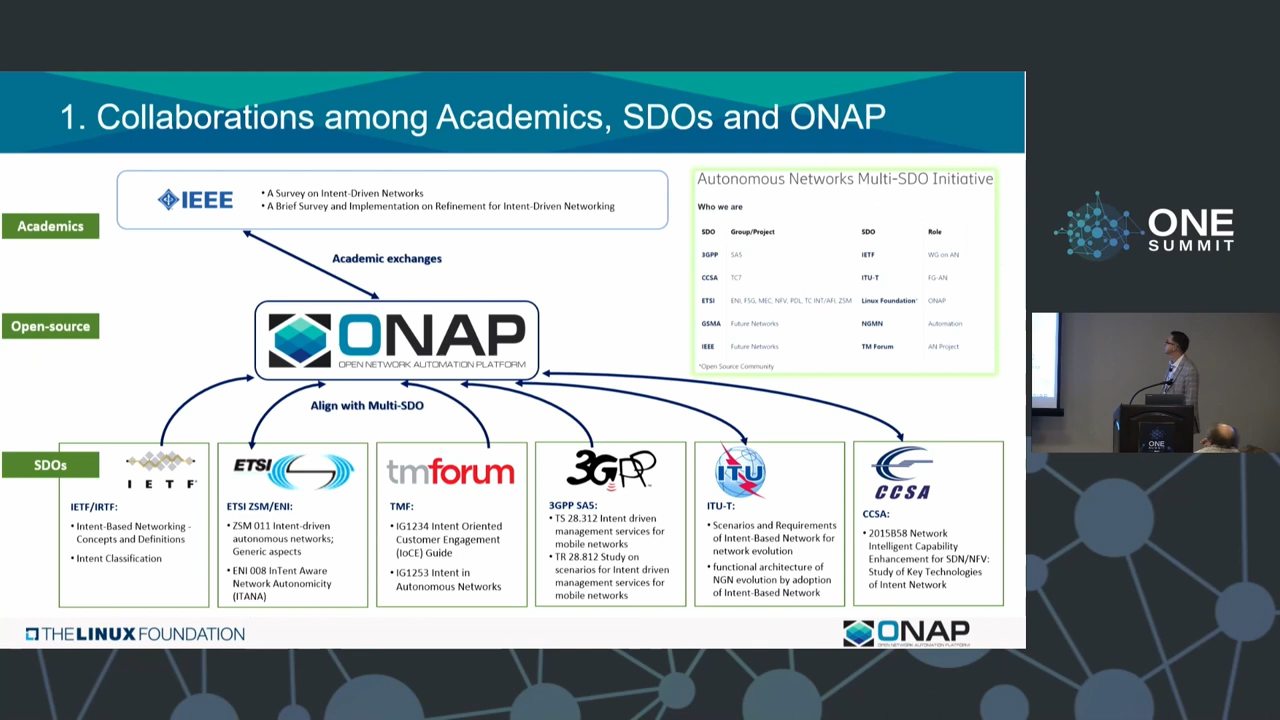 1. Collaborations among Academics, SDOs and ONAP
Academics
IEEE
• A Survey on Intent-Driven Networks
• A Brief Survey and Implementation on Refinement for Intent-Driven Networking
Academic exchanges
Open-source
ONAP
OPEN NETWORK AUTOMATION PLATFORM
Align with Multi-SDO
Autonomous Networks Multi-SDO Initiative
Who we are
SDO Group/Project SDO Role
3GPP SA5 IETF WG on AN
CCSA TC7 ITU-T FG-AN
ETSI ENI, F5G, MEC, NFV, PDL, TC INT/AFI, ZSM Linux Foundation* ONAP
GSMA Future Networks NGMN Automation
IEEE Future Networks TM Forum AN Project
*Open Source Community
SDOs
IETF
IETF/IRTF:
• Intent-Based Networking -
Concepts and Definitions
• Intent Classification
ETSI
ETSI ZSM/ENI:
• ZSM 011 Intent-driven
autonomous networks;
Generic aspects
• ENI 008 InTent Aware
Network Autonomicity
(ITANA)
tmforum
TMF:
• IG1234 Intent Oriented
Customer Engagement
(IoCE) Guide
• IG1253 Intent in
Autonomous Networks
3GPP
3GPP SA5:
• TS 28.312 Intent driven
management services for
mobile networks
• TR 28.812 Study on
scenarios for Intent driven
management services for
mobile networks
ITU
ITU-T:
• Scenarios and Requirements
of Intent-Based Network for
network evolution
• functional architecture of
NGN evolution by adoption
of Intent-Based Network
CCSA
CCSA:
• 2015B58 Network
Intelligent Capability
Enhancement for SDN/NFV:
Study of Key Technologies
of Intent Network
THE LINUX FOUNDATION
ONAP
OPEN NETWORK AUTOMATION PLATFORM
ONE
SUMMIT
ONE
SUMMIT